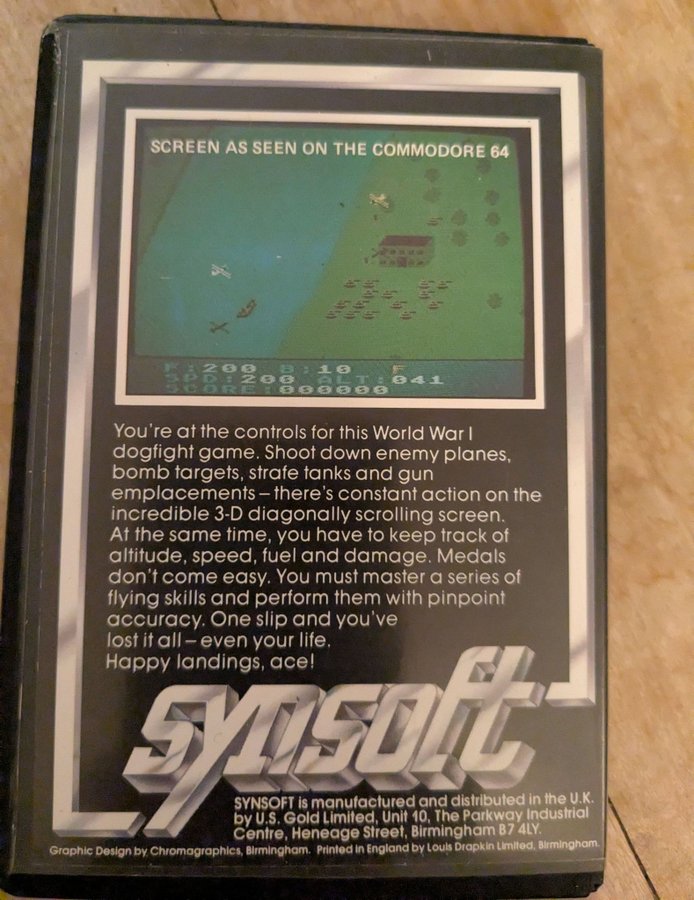 SCREEN AS SEEN ON THE COMMODORE 64
F:200 B:10 F
SPD:200 ALT:041
SCORE:000000
You're at the controls for this World War I
dogfight game. Shoot down enemy planes,
bomb targets, strafe tanks and gun
emplacements – there's constant action on the
incredible 3-D diagonally scrolling screen.
At the same time, you have to keep track of
altitude, speed, fuel and damage. Medals
don't come easy. You must master a series of
flying skills and perform them with pinpoint
accuracy. One slip and you've
lost it all – even your life.
Happy landings, ace!
synsoft
SYNSOFT is manufactured and distributed in the U.K.
by U.S. Gold Limited, Unit 10, The Parkway Industrial
Centre, Heneage Street, Birmingham B7 4LY.
Graphic Design by Chromagraphics, Birmingham. Printed in England by Louis Drapkin Limited, Birmingham.